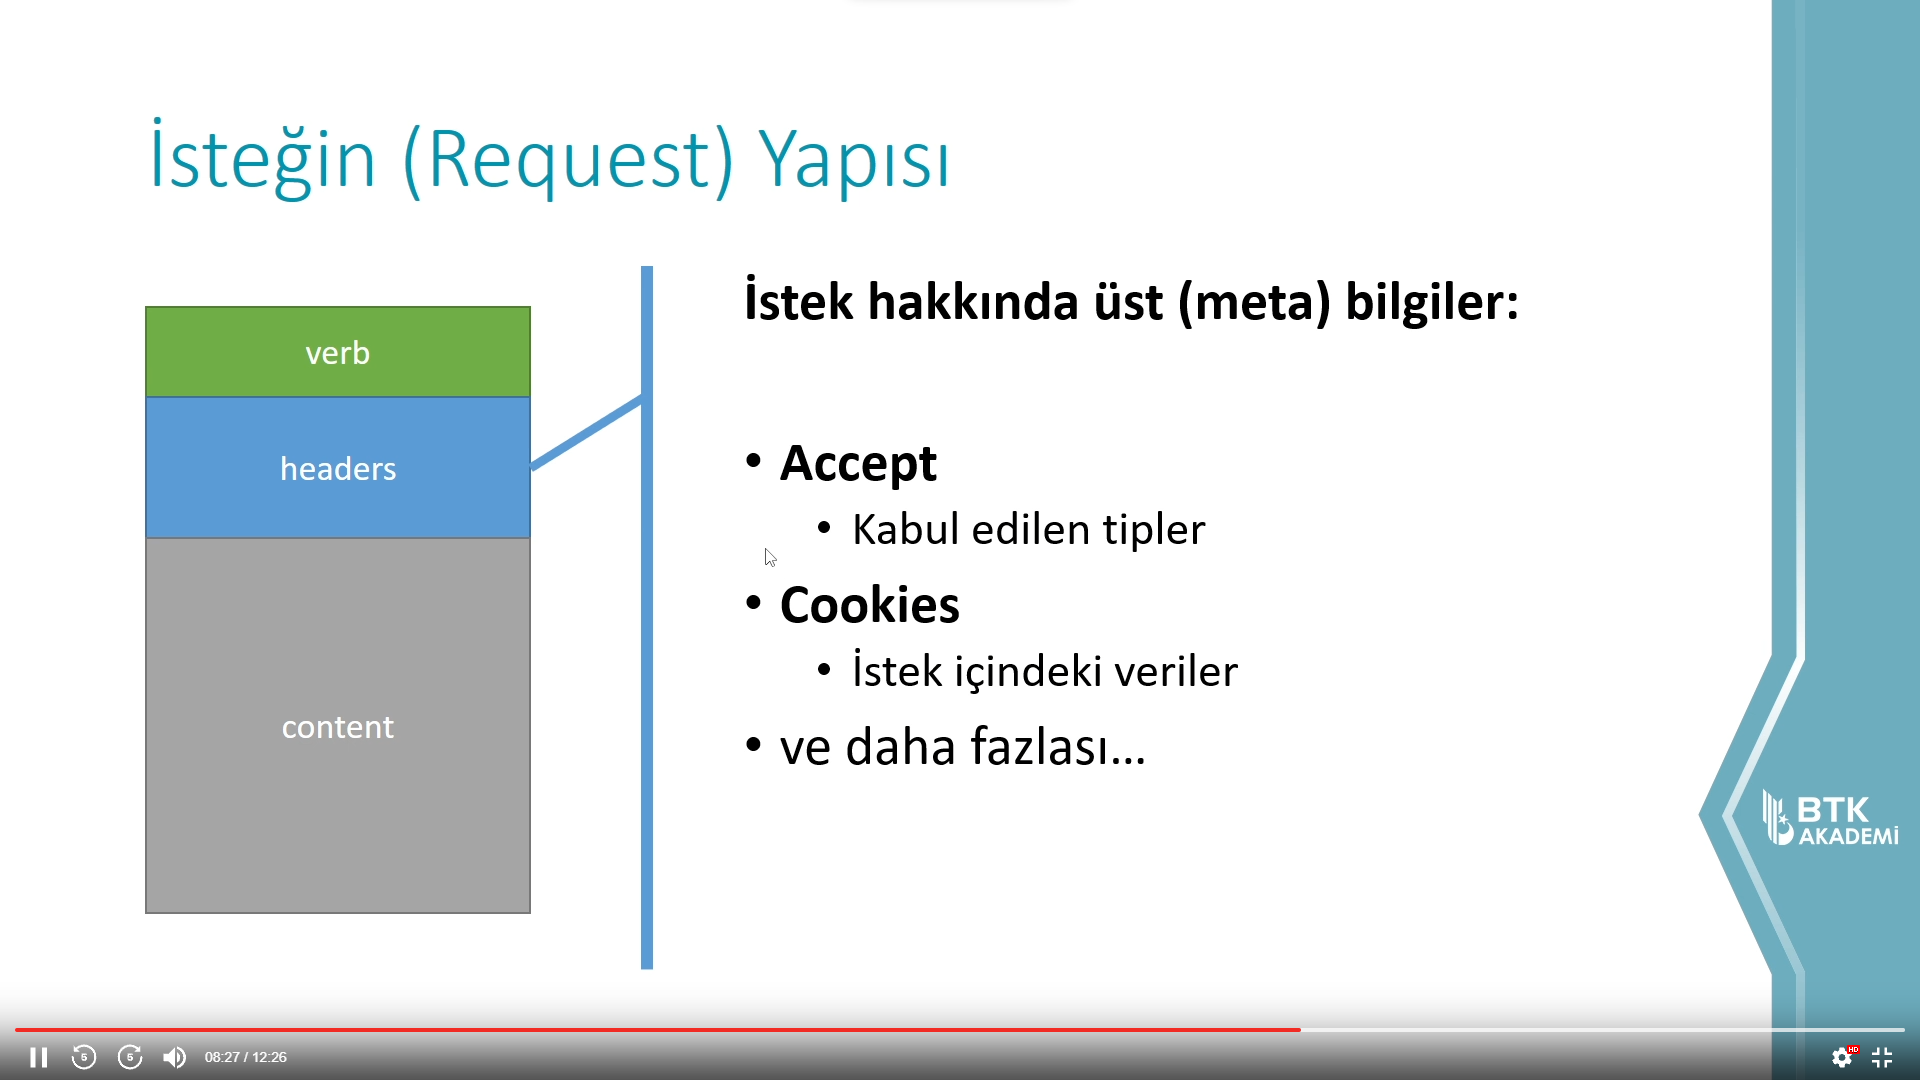 İsteğin (Request) Yapısı
verb
headers
content
İstek hakkında üst (meta) bilgiler:
• Accept
• Kabul edilen tipler
• Cookies
• İstek içindeki veriler
• ve daha fazlası...
BTK
AKADEMİ
5
5
08:27 / 12:26
HD